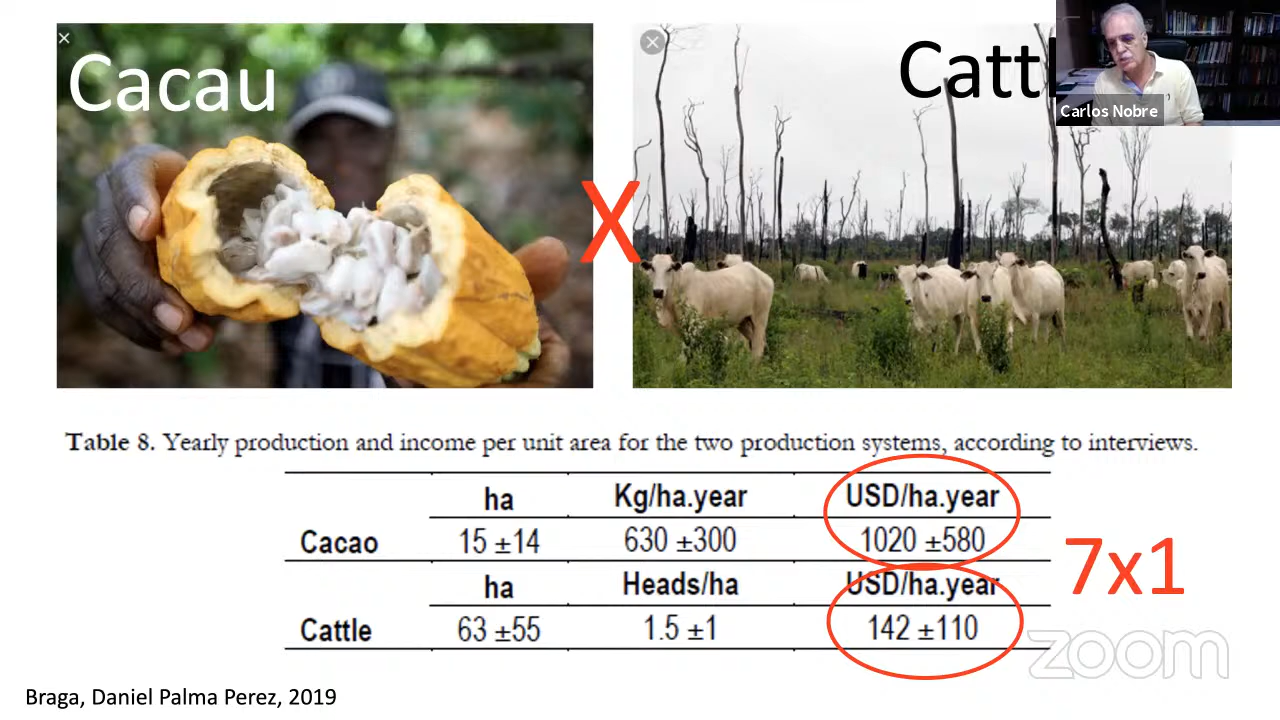 Cacau
X
Cattl
Carlos Nobre
Table 8. Yearly production and income per unit area for the two production systems, according to interviews.
ha Kg/ha.year USD/ha.year
Cacao 15 ±14 630 ±300 1020 ±580
ha Heads/ha USD/ha.year
Cattle 63 ±55 1.5 ±1 142 ±110
7x1
zoom
Braga, Daniel Palma Perez, 2019